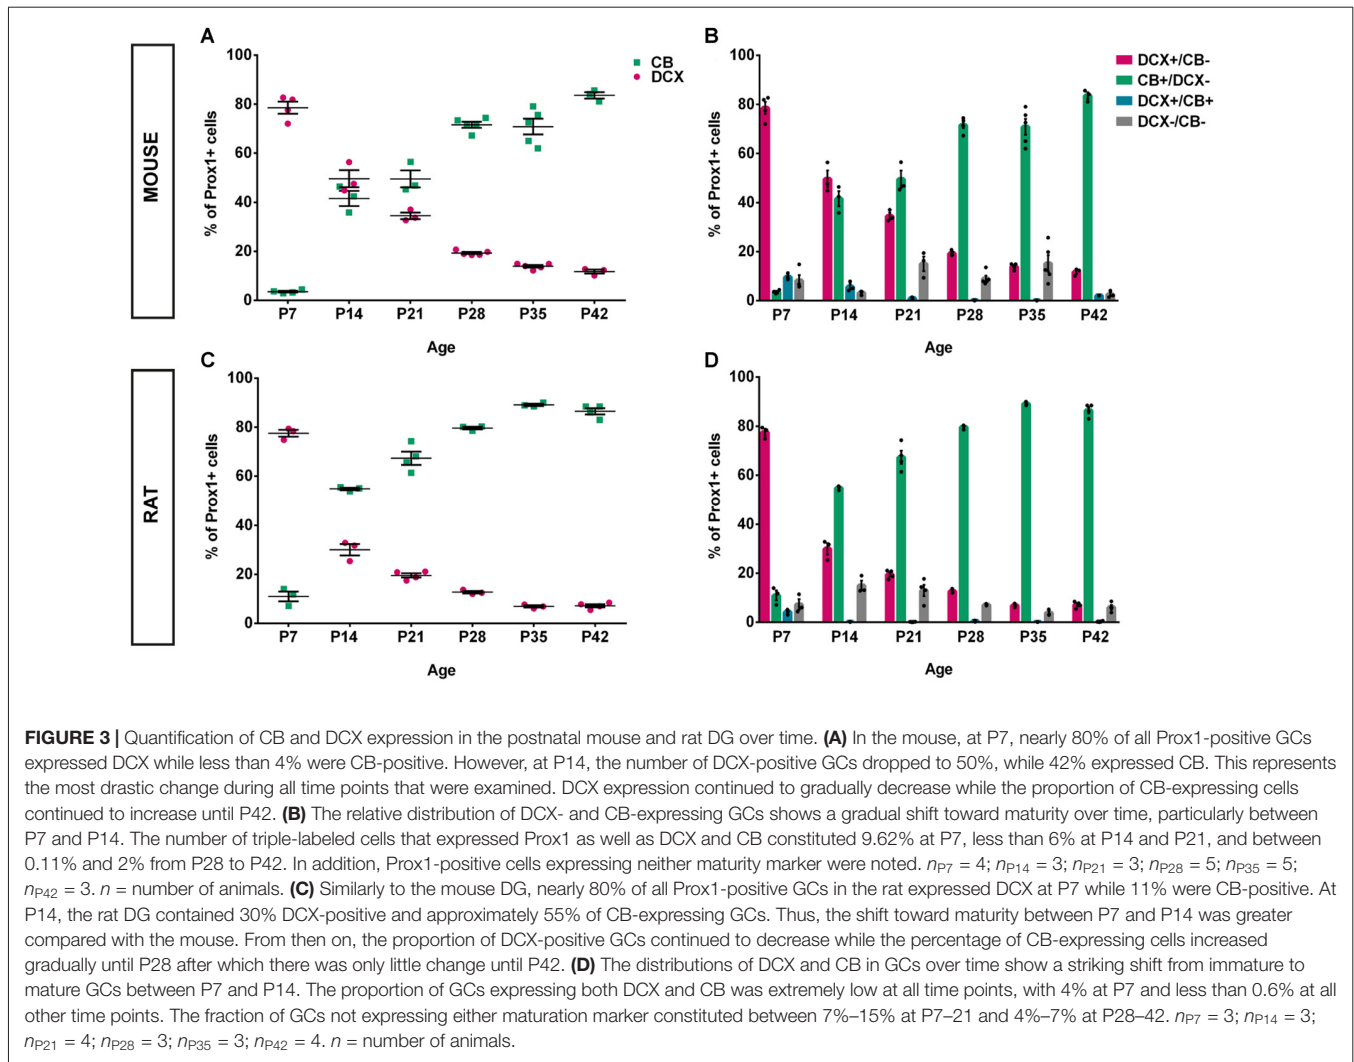 A
B
MOUSE
100
80
60
40
20
0
% of Prox1+ cells
CB
DCX
P7 P14 P21 P28 P35 P42
Age
100
80
60
40
20
0
% of Prox1+ cells
DCX+/CB-
CB+/DCX-
DCX+/CB+
DCX-/CB-
P7 P14 P21 P28 P35 P42
Age
C
D
RAT
100
80
60
40
20
0
% of Prox1+ cells
P7 P14 P21 P28 P35 P42
Age
100
80
60
40
20
0
% of Prox1+ cells
P7 P14 P21 P28 P35 P42
Age
FIGURE 3 | Quantification of CB and DCX expression in the postnatal mouse and rat DG over time. (A) In the mouse, at P7, nearly 80% of all Prox1-positive GCs
expressed DCX while less than 4% were CB-positive. However, at P14, the number of DCX-positive GCs dropped to 50%, while 42% expressed CB. This represents
the most drastic change during all time points that were examined. DCX expression continued to gradually decrease while the proportion of CB-expressing cells
continued to increase until P42. (B) The relative distribution of DCX- and CB-expressing GCs shows a gradual shift toward maturity over time, particularly between
P7 and P14. The number of triple-labeled cells that expressed Prox1 as well as DCX and CB constituted 9.62% at P7, less than 6% at P14 and P21, and between
0.11% and 2% from P28 to P42. In addition, Prox1-positive cells expressing neither maturity marker were noted. nP7 = 4; nP14 = 3; nP21 = 3; nP28 = 5; nP35 = 5;
nP42 = 3. n = number of animals. (C) Similarly to the mouse DG, nearly 80% of all Prox1-positive GCs in the rat expressed DCX at P7 while 11% were CB-positive. At
P14, the rat DG contained 30% DCX-positive and approximately 55% of CB-expressing GCs. Thus, the shift toward maturity between P7 and P14 was greater
compared with the mouse. From then on, the proportion of DCX-positive GCs continued to decrease while the percentage of CB-expressing cells increased
gradually until P28 after which there was only little change until P42. (D) The distributions of DCX and CB in GCs over time show a striking shift from immature to
mature GCs between P7 and P14. The proportion of GCs expressing both DCX and CB was extremely low at all time points, with 4% at P7 and less than 0.6% at all
other time points. The fraction of GCs not expressing either maturation marker constituted between 7%–15% at P7–21 and 4%–7% at P28–42. nP7 = 3; nP14 = 3;
nP21 = 4; nP28 = 3; nP35 = 3; nP42 = 4. n = number of animals.